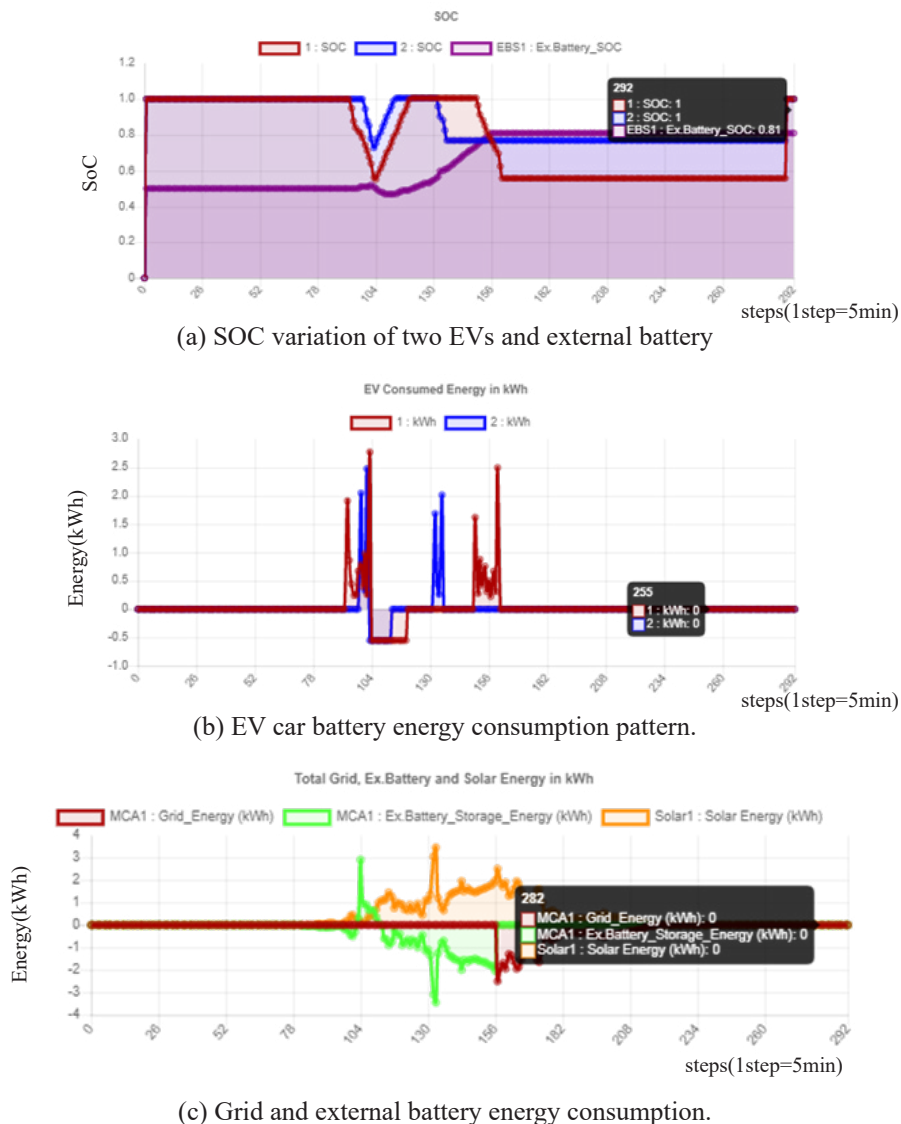 SOC
1 : SOC 2 : SOC EBS1 : Ex.Battery_SOC
1.2
1.0
0.8
0.6
0.4
0.2
0
SoC
292
1 : SOC: 1
2 : SOC: 1
EBS1 : Ex.Battery_SOC: 0.81
0 26 52 78 104 130 156 182 208 234 260 292
steps(1step=5min)
(a) SOC variation of two EVs and external battery
EV Consumed Energy in kWh
1 : kWh 2 : kWh
3.0
2.5
2.0
1.5
1.0
0.5
0
-0.5
-1.0
Energy(kWh)
255
1 : kWh: 0
2 : kWh: 0
0 26 52 78 104 130 156 182 208 234 260 292
steps(1step=5min)
(b) EV car battery energy consumption pattern.
Total Grid, Ex.Battery and Solar Energy in kWh
MCA1 : Grid_Energy (kWh) MCA1 : Ex.Battery_Storage_Energy (kWh) Solar1 : Solar Energy (kWh)
4
3
2
1
0
-1
-2
-3
-4
Energy(kWh)
282
MCA1 : Grid_Energy (kWh): 0
MCA1 : Ex.Battery_Storage_Energy (kWh): 0
Solar1 : Solar Energy (kWh): 0
0 26 52 78 104 130 156 182 208 234 260 292
steps(1step=5min)
(c) Grid and external battery energy consumption.